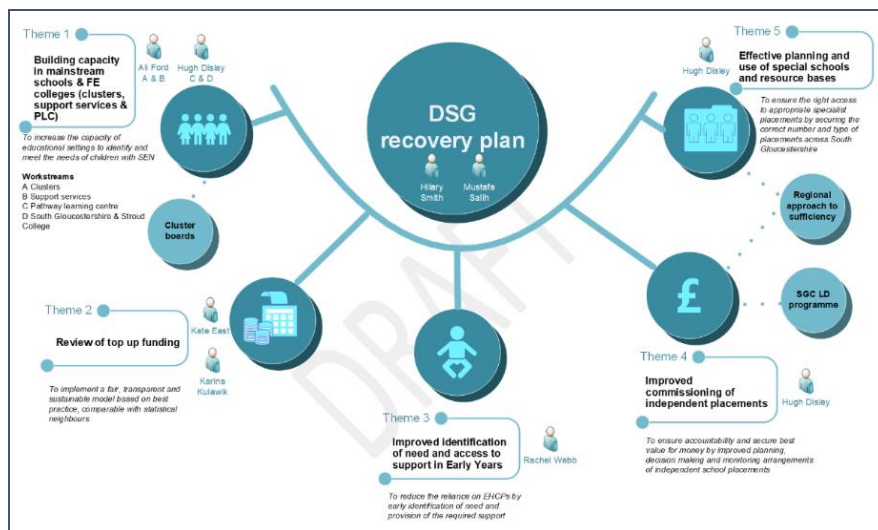 DSG
recovery plan
Hilary
Smith
Mustafa
Salih
Theme 1
Building capacity
in mainstream
schools & FE
colleges (clusters,
support services &
PLC)
Ali Ford
A & B
Hugh Disley
C & D
To increase the capacity of
educational settings to identify and
meet the needs of children with SEN
Workstreams
A Clusters
B Support services
C Pathway learning centre
D South Gloucestershire & Stroud
College
Cluster
boards
Theme 2
Review of top up funding
Kate East
Karina
Kulawik
To implement a fair, transparent and
sustainable model based on best
practice, comparable with statistical
neighbours
Theme 3
Improved identification
of need and access to
support in Early Years
Rachel Webb
To reduce the reliance on EHCPs by
early identification of need and
provision of the required support
£
Theme 4
Improved
commissioning of
independent placements
Hugh Disley
To ensure accountability and secure best
value for money by improved planning,
decision making and monitoring arrangements
of independent school placements
Regional
approach to
sufficiency
SGC LD
programme
Theme 5
Effective planning and
use of special schools
and resource bases
Hugh Disley
To ensure the right access
to appropriate specialist
placements by securing the
correct number and type of
placements across South
Gloucestershire
DRAFT